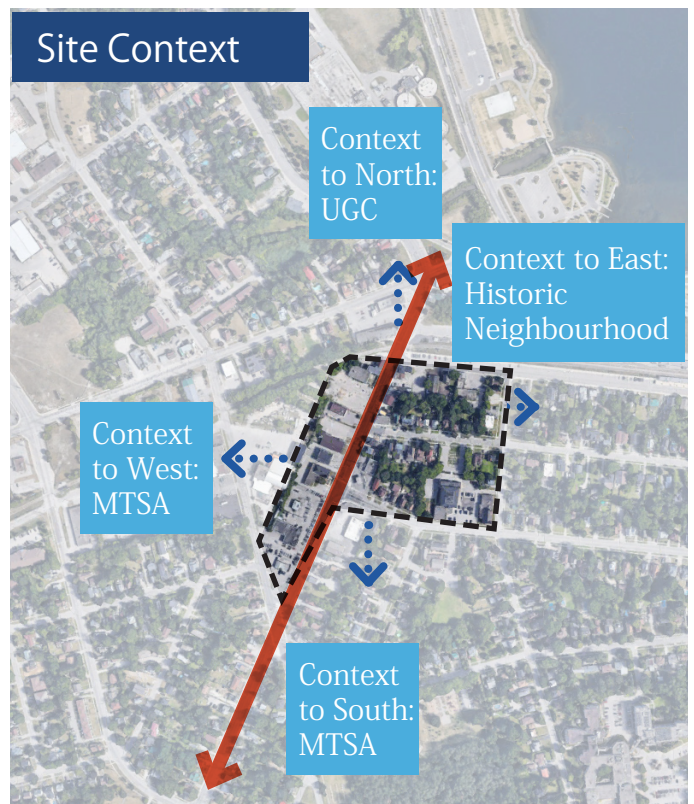 Site Context
Context
to North:
UGC
Context to East:
Historic
Neighbourhood
Context
to West:
MTSA
Context
to South:
MTSA